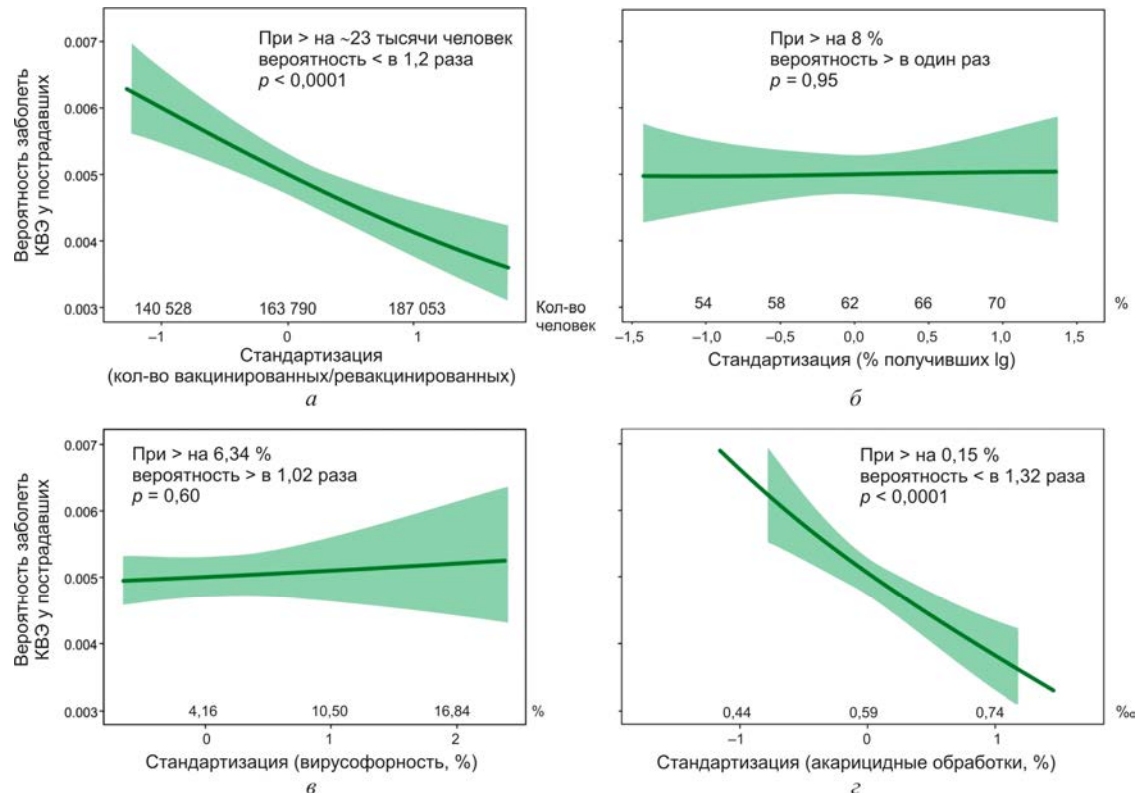 0.007
0.006
0.005
0.004
0.003
Вероятность заболеть
КВЭ у пострадавших
При > на ~23 тысячи человек
вероятность < в 1,2 раза
p < 0,0001
140 528 163 790 187 053
Кол-во
человек
–1 0 1
Стандартизация
(кол-во вакцинированных/ревакцинированных)
а
При > на 8 %
вероятность > в один раз
p = 0,95
54 58 62 66 70 %
–1,5 –1,0 –0,5 0,0 0,5 1,0 1,5
Стандартизация (% получивших Ig)
б
0.007
0.006
0.005
0.004
0.003
Вероятность заболеть
КВЭ у пострадавших
При > на 6,34 %
вероятность > в 1,02 раза
p = 0,60
4,16 10,50 16,84 %
0 1 2
Стандартизация (вирусофорность, %)
в
При > на 0,15 %
вероятность < в 1,32 раза
p < 0,0001
0,44 0,59 0,74 ‰
–1 0 1
Стандартизация (акарицидные обработки, %)
г